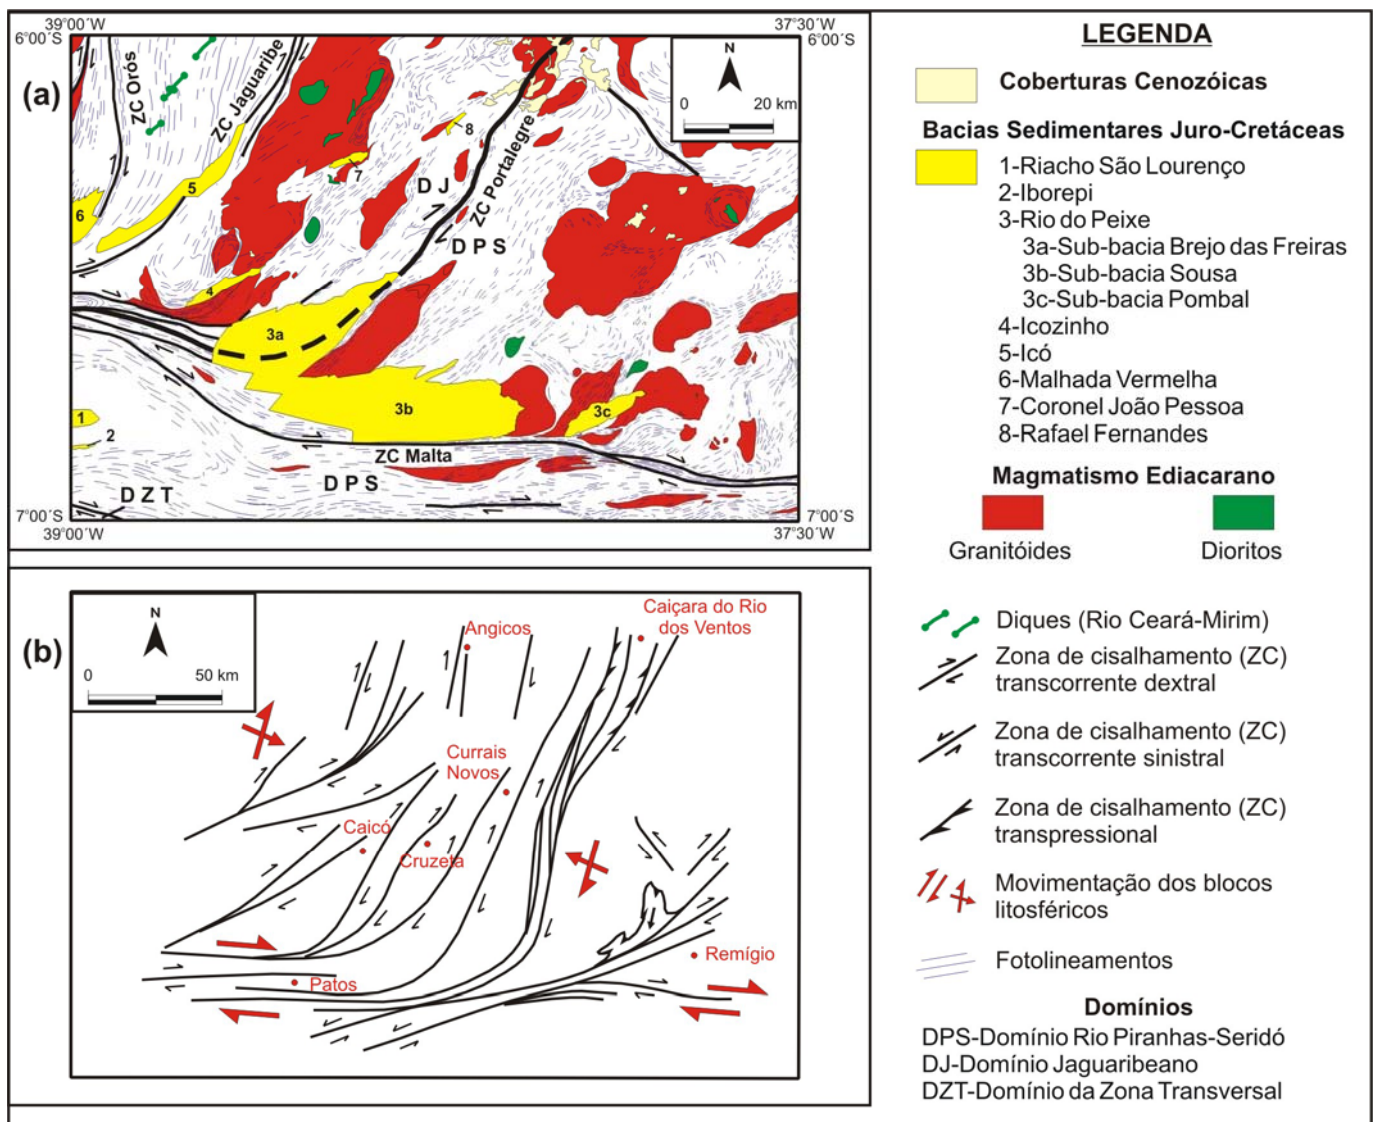 39°00´W
37°30´W
6°00´S
6°00´S
(a)
ZC Orós
ZC Jaguaribe
N
0
20 km
8
7
5
6
D J
ZC Portalegre
D P S
4
3a
3b
3c
1
2
ZC Malta
D P S
D Z T
7°00´S
7°00´S
39°00´W
37°30´W
(b)
N
0
50 km
Angicos
Caiçara do Rio
dos Ventos
Currais
Novos
Caicó
Cruzeta
Remígio
Patos
LEGENDA
Coberturas Cenozóicas
Bacias Sedimentares Juro-Cretáceas
1-Riacho São Lourenço
2-Iborepi
3-Rio do Peixe
3a-Sub-bacia Brejo das Freiras
3b-Sub-bacia Sousa
3c-Sub-bacia Pombal
4-Icozinho
5-Icó
6-Malhada Vermelha
7-Coronel João Pessoa
8-Rafael Fernandes
Magmatismo Ediacarano
Granitóides
Dioritos
Diques (Rio Ceará-Mirim)
Zona de cisalhamento (ZC)
transcorrente dextral
Zona de cisalhamento (ZC)
transcorrente sinistral
Zona de cisalhamento (ZC)
transpressional
Movimentação dos blocos
litosféricos
Fotolineamentos
Domínios
DPS-Domínio Rio Piranhas-Seridó
DJ-Domínio Jaguaribeano
DZT-Domínio da Zona Transversal